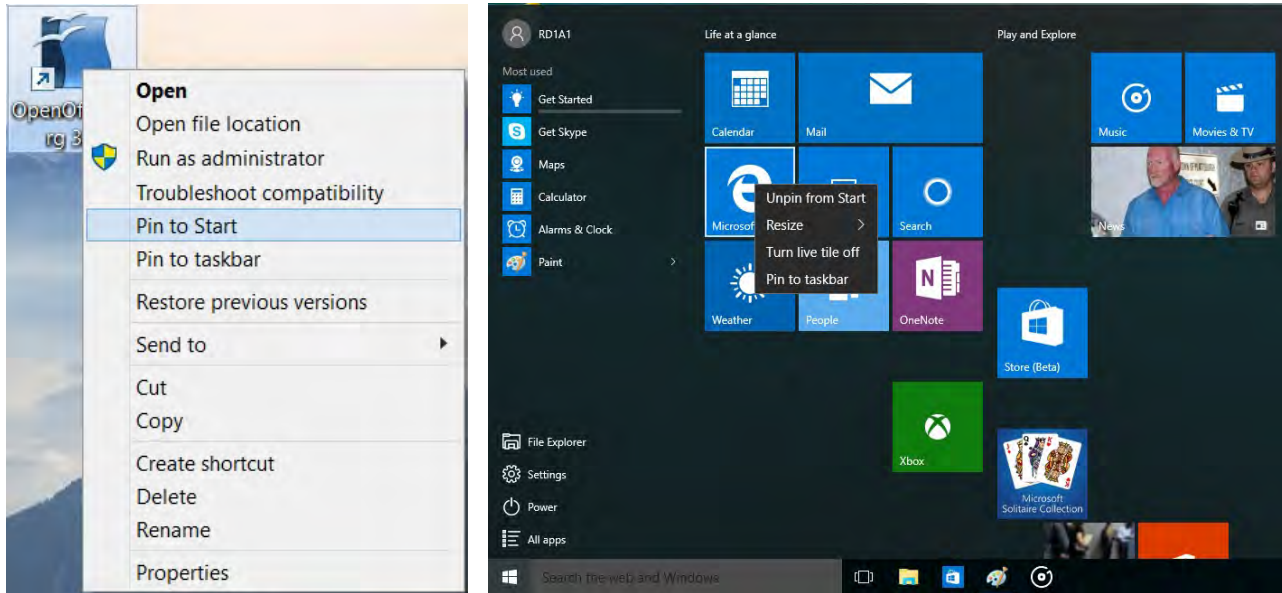 OpenOf
rg 3
Open
Open file location
Run as administrator
Troubleshoot compatibility
Pin to Start
Pin to taskbar
Restore previous versions
Send to
Cut
Copy
Create shortcut
Delete
Rename
Properties
RD1A1
Most used
Get Started
Get Skype
Maps
Calculator
Alarms & Clock
Paint
File Explorer
Settings
Power
All apps
Search the web and Windows
Life at a glance
Calendar
Mail
Microsof
Search
Unpin from Start
Resize
Turn live tile off
Pin to taskbar
Weather
People
OneNote
Xbox
Play and Explore
Music
Movies & TV
News
Store (Beta)
Microsoft
Solitaire Collection